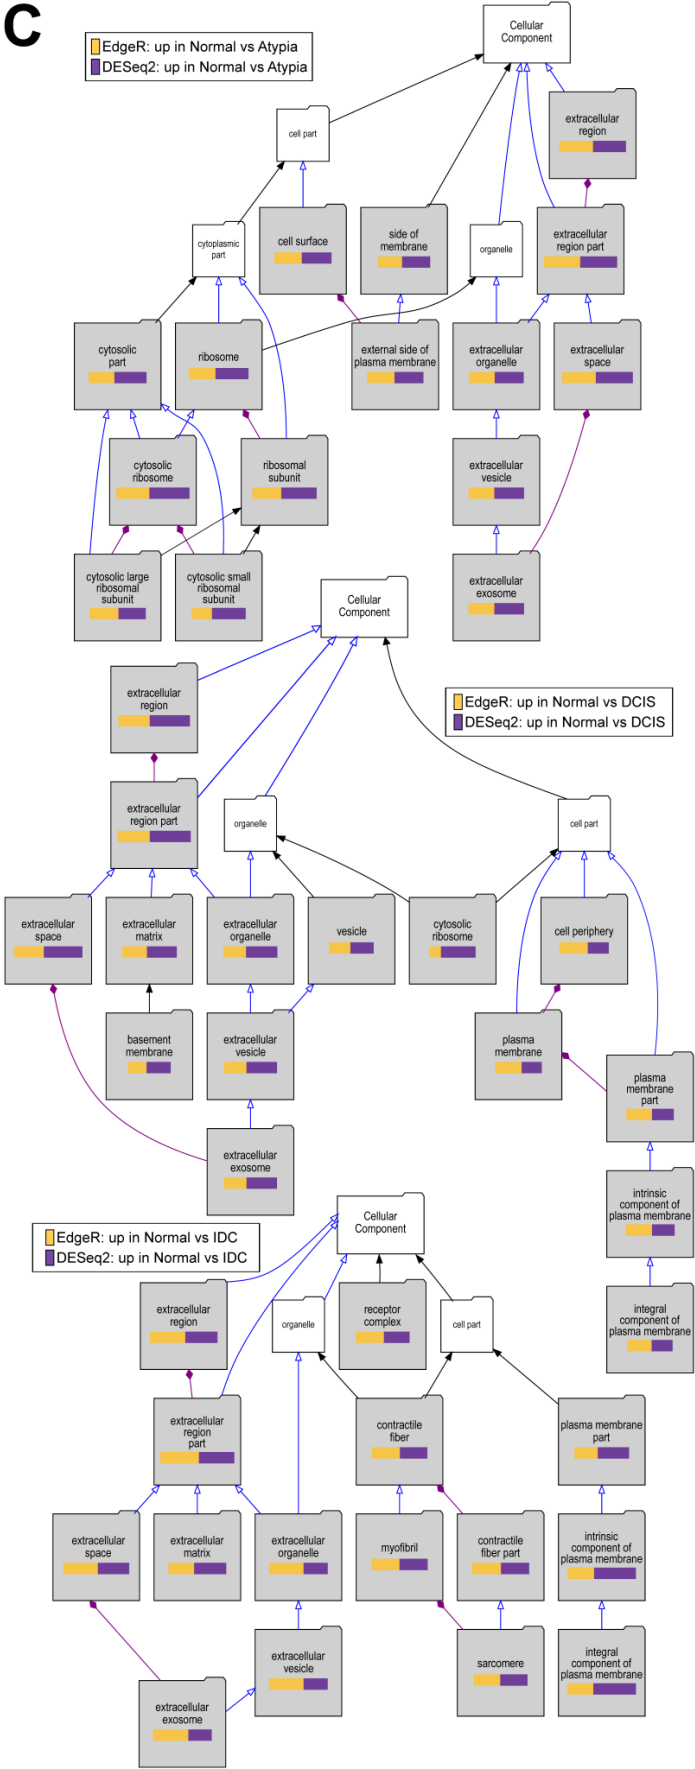 C
EdgeR: up in Normal vs Atypia
DESeq2: up in Normal vs Atypia
Cellular
Component
extracellular
region
cell part
cell surface
side of
membrane
organelle
extracellular
region part
cytoplasmic
part
cytosolic
part
ribosome
external side of
plasma membrane
extracellular
organelle
extracellular
space
cytosolic
ribosome
ribosomal
subunit
extracellular
vesicle
cytosolic large
ribosomal
subunit
cytosolic small
ribosomal
subunit
extracellular
exosome
Cellular
Component
extracellular
region
EdgeR: up in Normal vs DCIS
DESeq2: up in Normal vs DCIS
extracellular
region part
organelle
cell part
extracellular
space
extracellular
matrix
extracellular
organelle
vesicle
cytosolic
ribosome
cell periphery
basement
membrane
extracellular
vesicle
plasma
membrane
plasma
membrane
part
extracellular
exosome
intrinsic
component of
plasma membrane
integral
component of
plasma membrane
Cellular
Component
EdgeR: up in Normal vs IDC
DESeq2: up in Normal vs IDC
extracellular
region
organelle
receptor
complex
cell part
extracellular
region
part
contractile
fiber
plasma membrane
part
extracellular
space
extracellular
matrix
extracellular
organelle
myofibril
contractile
fiber part
intrinsic
component of
plasma membrane
extracellular
vesicle
sarcomere
integral
component of
plasma membrane
extracellular
exosome